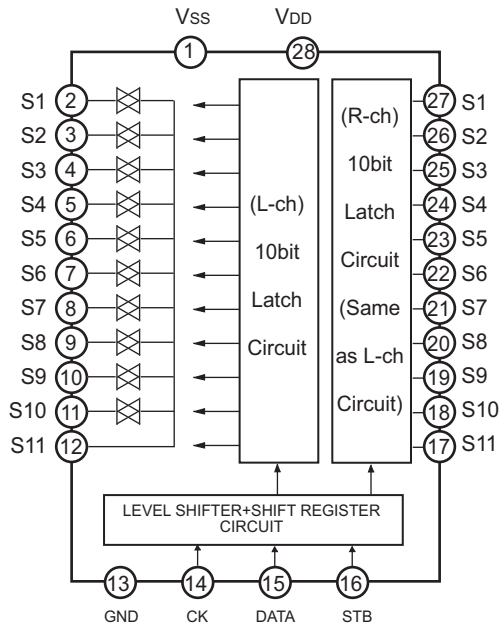 VSS VDD
1 28
S1 2
S2 3
S3 4
S4 5
S5 6
S6 7
S7 8
S8 9
S9 10
S10 11
S11 12
(L-ch)
10bit
Latch
Circuit
(R-ch)
10bit
Latch
Circuit
(Same
as L-ch
Circuit)
27 S1
26 S2
25 S3
24 S4
23 S5
22 S6
21 S7
20 S8
19 S9
18 S10
17 S11
LEVEL SHIFTER+SHIFT REGISTER
CIRCUIT
13 14 15 16
GND CK DATA STB